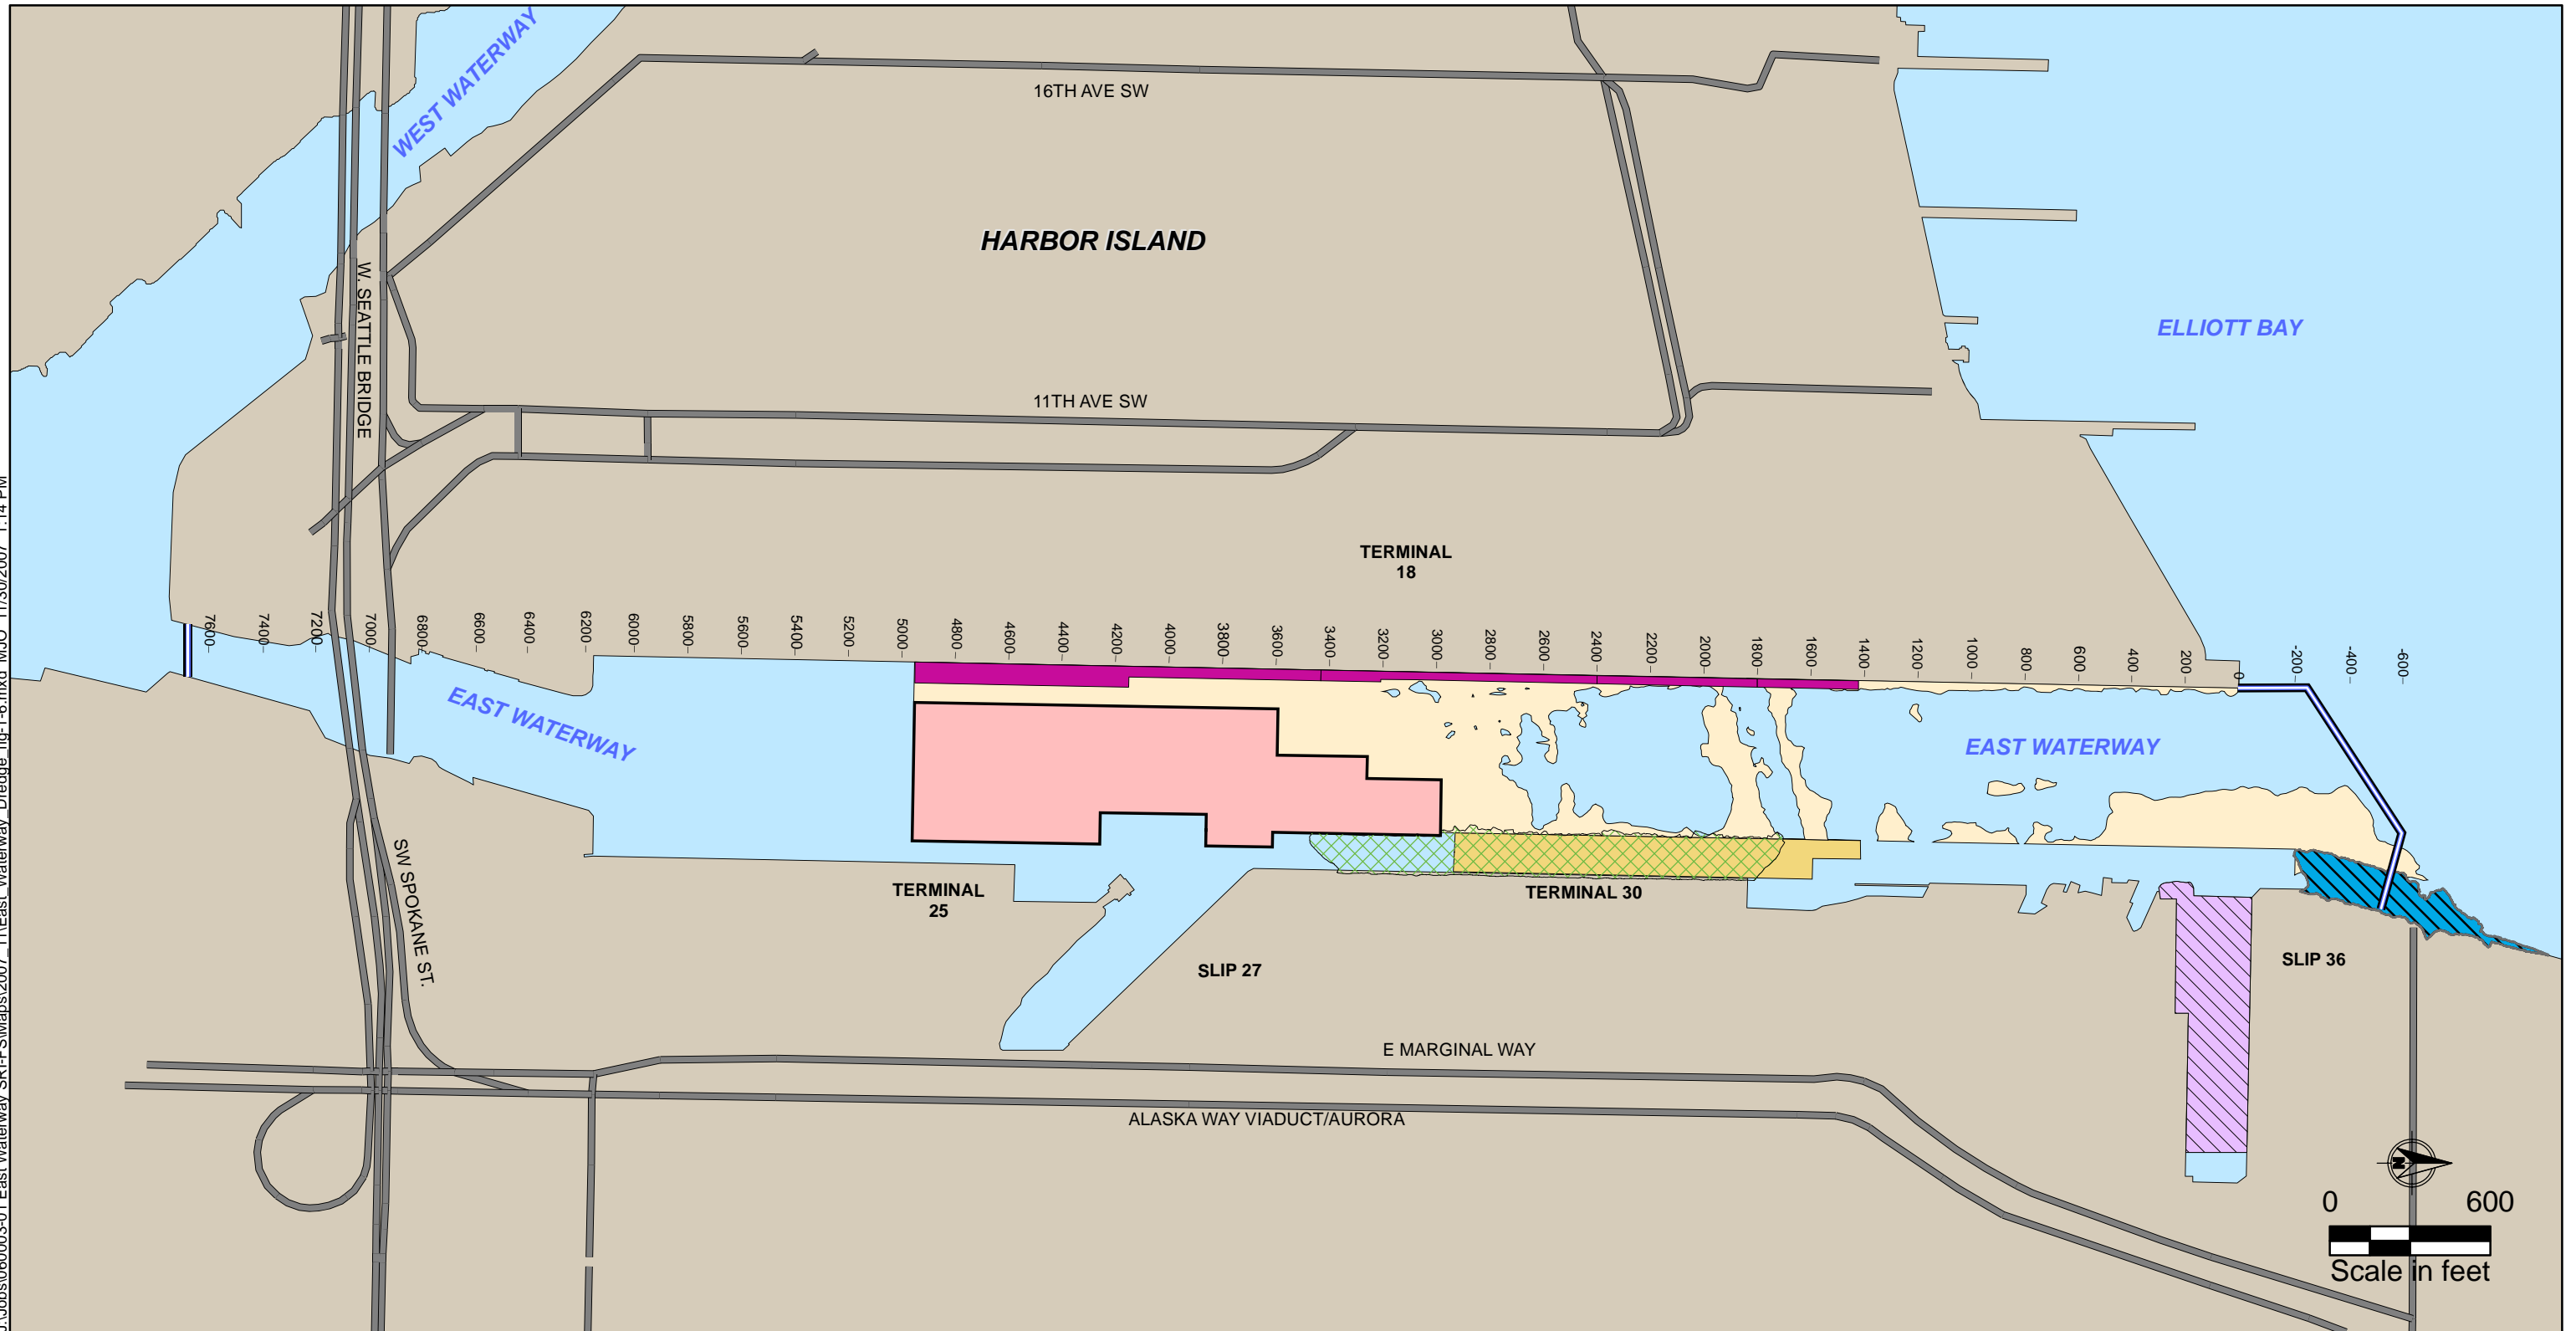 WEST WATERWAY
16TH AVE SW
HARBOR ISLAND
ELLIOTT BAY
W. SEATTLE BRIDGE
11TH AVE SW
TERMINAL
18
7600
7400
7200
7000
6800
6600
6400
6200
6000
5800
5600
5400
5200
5000
4800
4600
4400
4200
4000
3800
3600
3400
3200
3000
2800
2600
2400
2200
2000
1800
1600
1400
1200
1000
800
600
400
200
0
-200
-400
-600
EAST WATERWAY
EAST WATERWAY
SW SPOKANE ST.
TERMINAL
25
TERMINAL 30
SLIP 27
SLIP 36
E MARGINAL WAY
ALASKA WAY VIADUCT/AURORA
N
0 600
Scale in feet